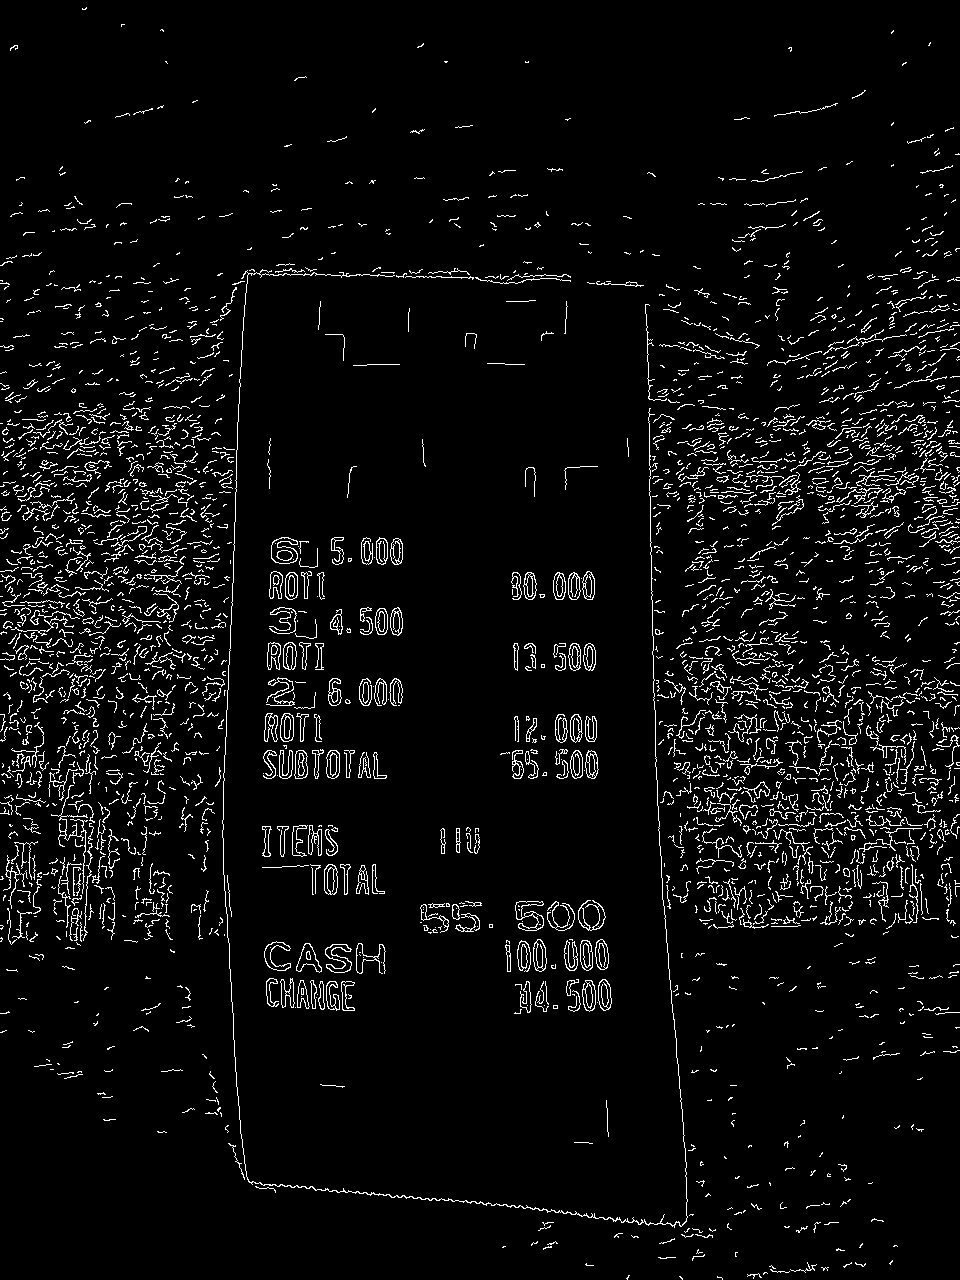 6 5.000
ROTI 30.000
3 4.500
ROTI 13.500
2 6.000
ROTI 12.000
SUBTOTAL 55.500
ITEMS
TOTAL
55.500
CASH 100.000
CHANGE 44.500